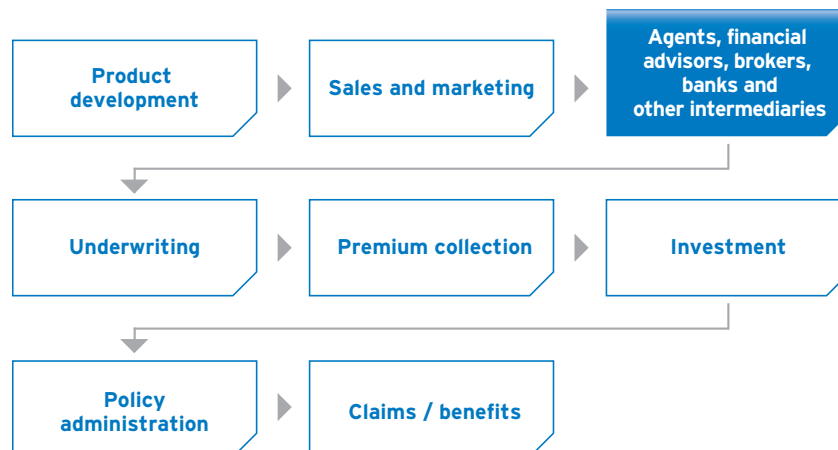 Product
development
Sales and marketing
Agents, financial
advisors, brokers,
banks and
other intermediaries
Underwriting
Premium collection
Investment
Policy
administration
Claims / benefits